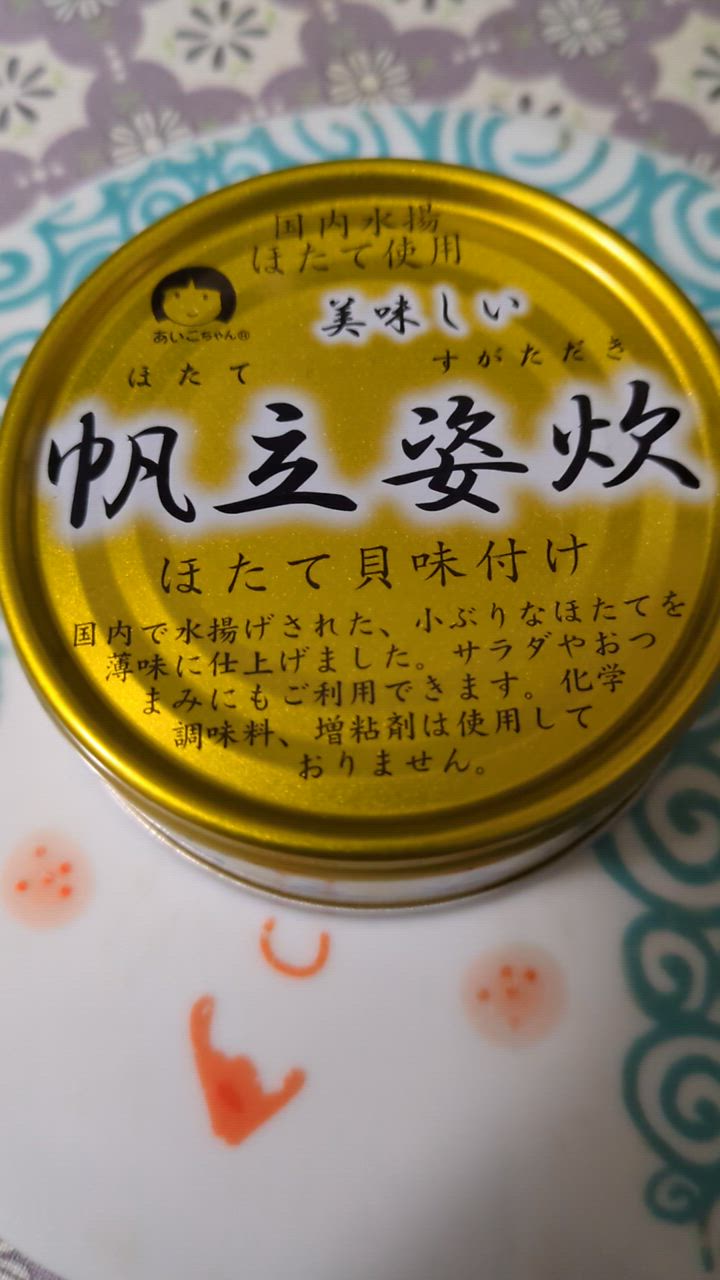 国内水揚
ほたて使用
あいこちゃん®
美味しい
ほたて
すがただき
帆立姿炊
ほたて貝味付け
国内で水揚げされた、小ぶりなほたてを
薄味に仕上げました。サラダやおつ
まみにもご利用できます。化学
調味料、増粘剤は使用して
おりません。